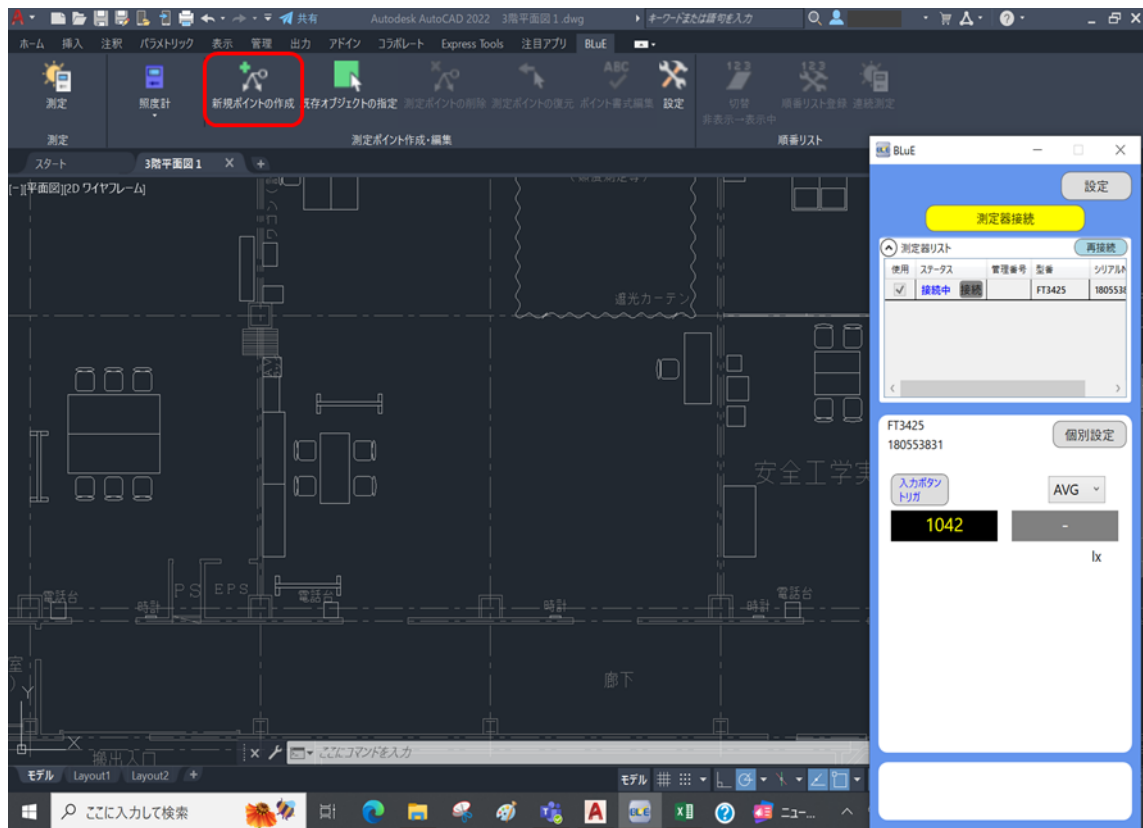 共有 Autodesk AutoCAD 2022 3階平面図1.dwg キーワードまたは語句を入力
ホーム 挿入 注釈 パラメトリック 表示 管理 出力 アドイン コラボレート Express Tools 注目アプリ BLuE
ABC 123 123
測定 照度計 新規ポイントの作成 既存オブジェクトの指定 測定ポイントの削除 測定ポイントの復元 ポイント書式編集 設定 切替 順番リスト登録 連続測定
非表示→表示中
測定 測定ポイント作成・編集 順番リスト
スタート 3階平面図1 X +
[−][平面図][2D ワイヤフレーム]
ワゴン
遮光カーテン
安全工学実
PS EPS
電話台 時計 電話台 時計 時計 電話台
廊下
室
Y
X
搬出入口
ここにコマンドを入力
モデル Layout1 Layout2 +
モデル
ここに入力して検索
A BLE ニュー...
BLuE
設定
測定器接続
測定器リスト 再接続
使用 ステータス 管理番号 型番 シリアルN
接続中 接続 FT3425 1805538
FT3425
180553831
個別設定
入力ボタン
トリガ
AVG
1042 -
lx